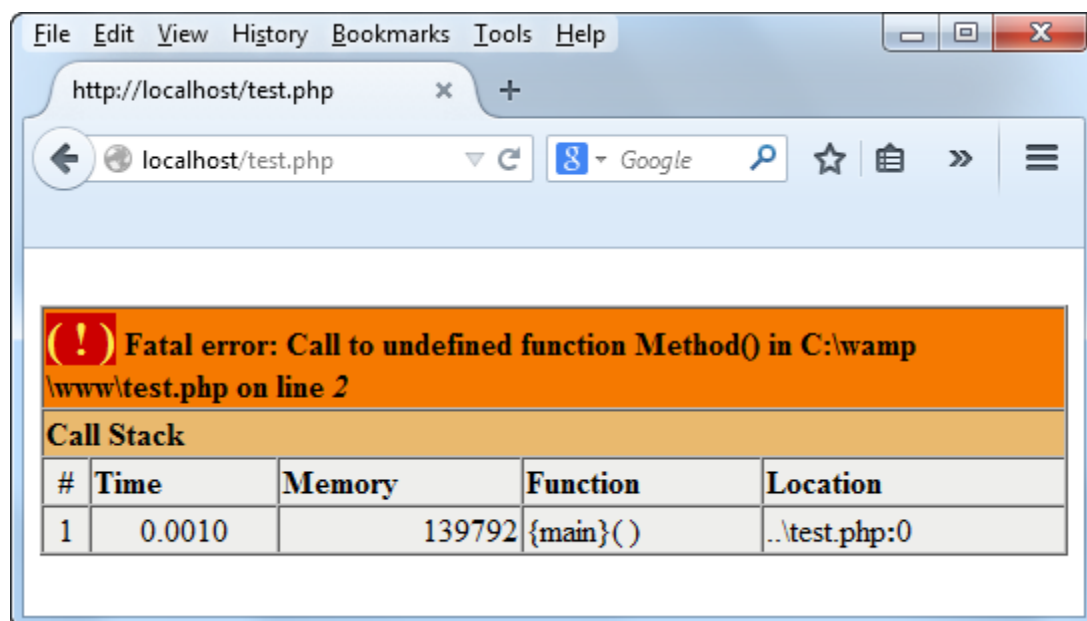 File Edit View History Bookmarks Tools Help
http://localhost/test.php
localhost/test.php 8 Google
( ! ) Fatal error: Call to undefined function Method() in C:\wamp
\www\test.php on line 2
Call Stack
# Time Memory Function Location
1 0.0010 139792 {main}( ) ..\test.php:0